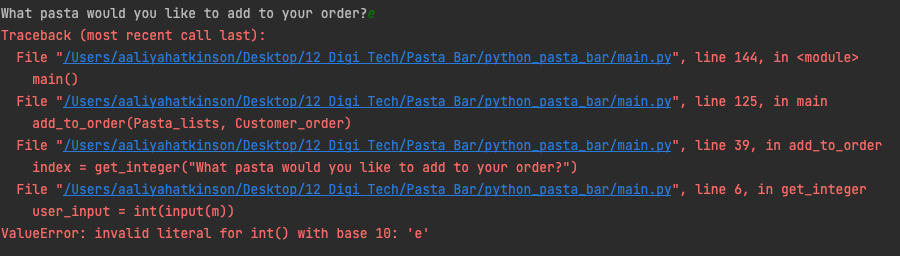 What pasta would you like to add to your order?e
Traceback (most recent call last):
  File "/Users/aaliyahatkinson/Desktop/12 Digi Tech/Pasta Bar/python_pasta_bar/main.py", line 144, in <module>
    main()
  File "/Users/aaliyahatkinson/Desktop/12 Digi Tech/Pasta Bar/python_pasta_bar/main.py", line 125, in main
    add_to_order(Pasta_lists, Customer_order)
  File "/Users/aaliyahatkinson/Desktop/12 Digi Tech/Pasta Bar/python_pasta_bar/main.py", line 39, in add_to_order
    index = get_integer("What pasta would you like to add to your order?")
  File "/Users/aaliyahatkinson/Desktop/12 Digi Tech/Pasta Bar/python_pasta_bar/main.py", line 6, in get_integer
    user_input = int(input(m))
ValueError: invalid literal for int() with base 10: 'e'